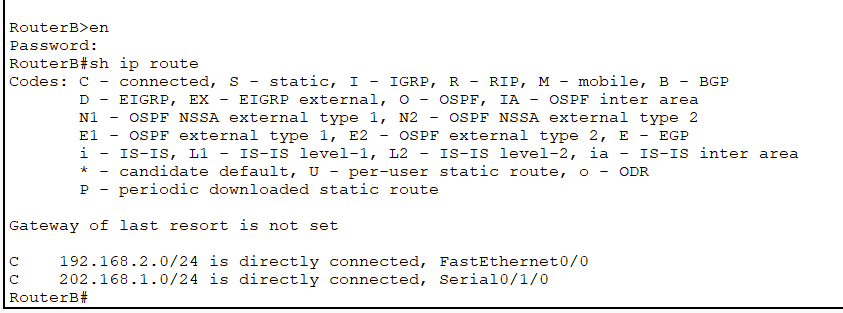 RouterB>en
Password:
RouterB#sh ip route
Codes: C - connected, S - static, I - IGRP, R - RIP, M - mobile, B - BGP
       D - EIGRP, EX - EIGRP external, O - OSPF, IA - OSPF inter area
       N1 - OSPF NSSA external type 1, N2 - OSPF NSSA external type 2
       E1 - OSPF external type 1, E2 - OSPF external type 2, E - EGP
       i - IS-IS, L1 - IS-IS level-1, L2 - IS-IS level-2, ia - IS-IS inter area
       * - candidate default, U - per-user static route, o - ODR
       P - periodic downloaded static route

Gateway of last resort is not set

C    192.168.2.0/24 is directly connected, FastEthernet0/0
C    202.168.1.0/24 is directly connected, Serial0/1/0
RouterB#